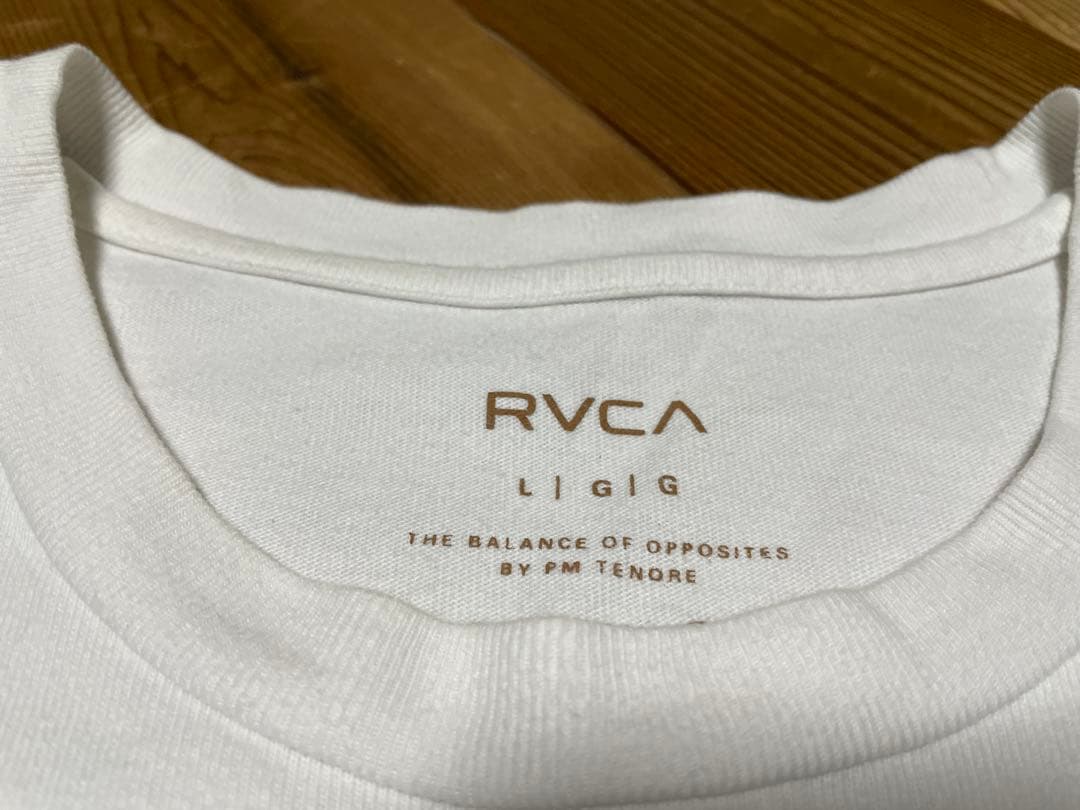 RVCA
L | G | G
THE BALANCE OF OPPOSITES
BY PM TENORE